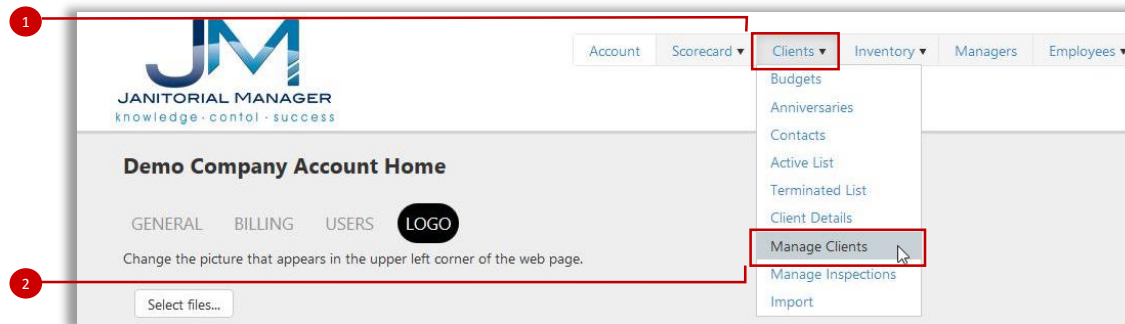 1
JM
Account Scorecard ▾ Clients ▾ Inventory ▾ Managers Employees ▾
JANITORIAL MANAGER
knowledge · contol · success
Budgets
Anniversaries
Contacts
Active List
Terminated List
Client Details
Manage Clients
Manage Inspections
Import
Demo Company Account Home
GENERAL BILLING USERS LOGO
Change the picture that appears in the upper left corner of the web page.
2
Select files...